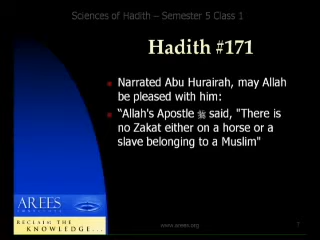 Sciences of Hadith – Semester 5 Class 1
Hadith #171
Narrated Abu Hurairah, may Allah
be pleased with him:
“Allah's Apostle ﷺ said, "There is
no Zakat either on a horse or a
slave belonging to a Muslim"
AREES
RECLAIM THE
KNOWLEDGE...
www.arees.org
7